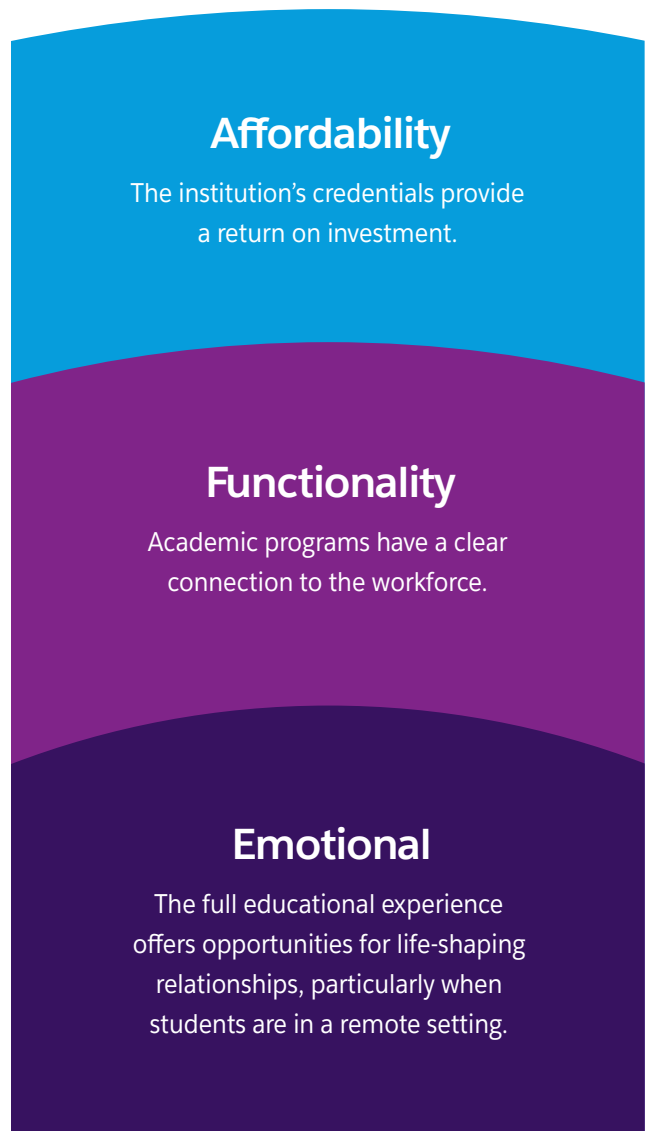 Affordability
The institution’s credentials provide
a return on investment.
Functionality
Academic programs have a clear
connection to the workforce.
Emotional
The full educational experience
offers opportunities for life-shaping
relationships, particularly when
students are in a remote setting.